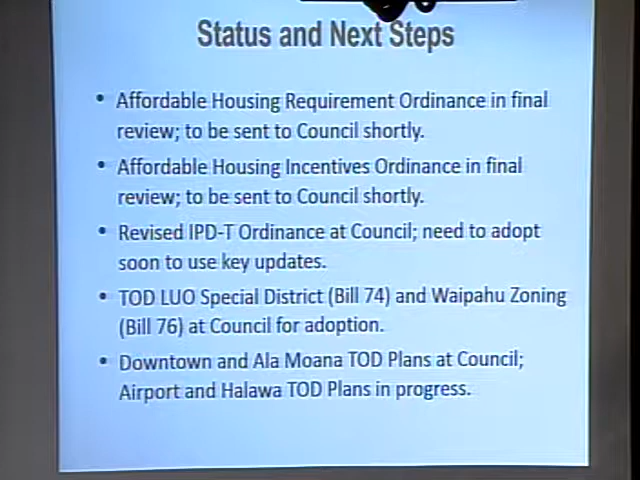 Status and Next Steps
• Affordable Housing Requirement Ordinance in final
review; to be sent to Council shortly.
• Affordable Housing Incentives Ordinance in final
review; to be sent to Council shortly.
• Revised IPD-T Ordinance at Council; need to adopt
soon to use key updates.
• TOD LUO Special District (Bill 74) and Waipahu Zoning
(Bill 76) at Council for adoption.
• Downtown and Ala Moana TOD Plans at Council;
Airport and Halawa TOD Plans in progress.